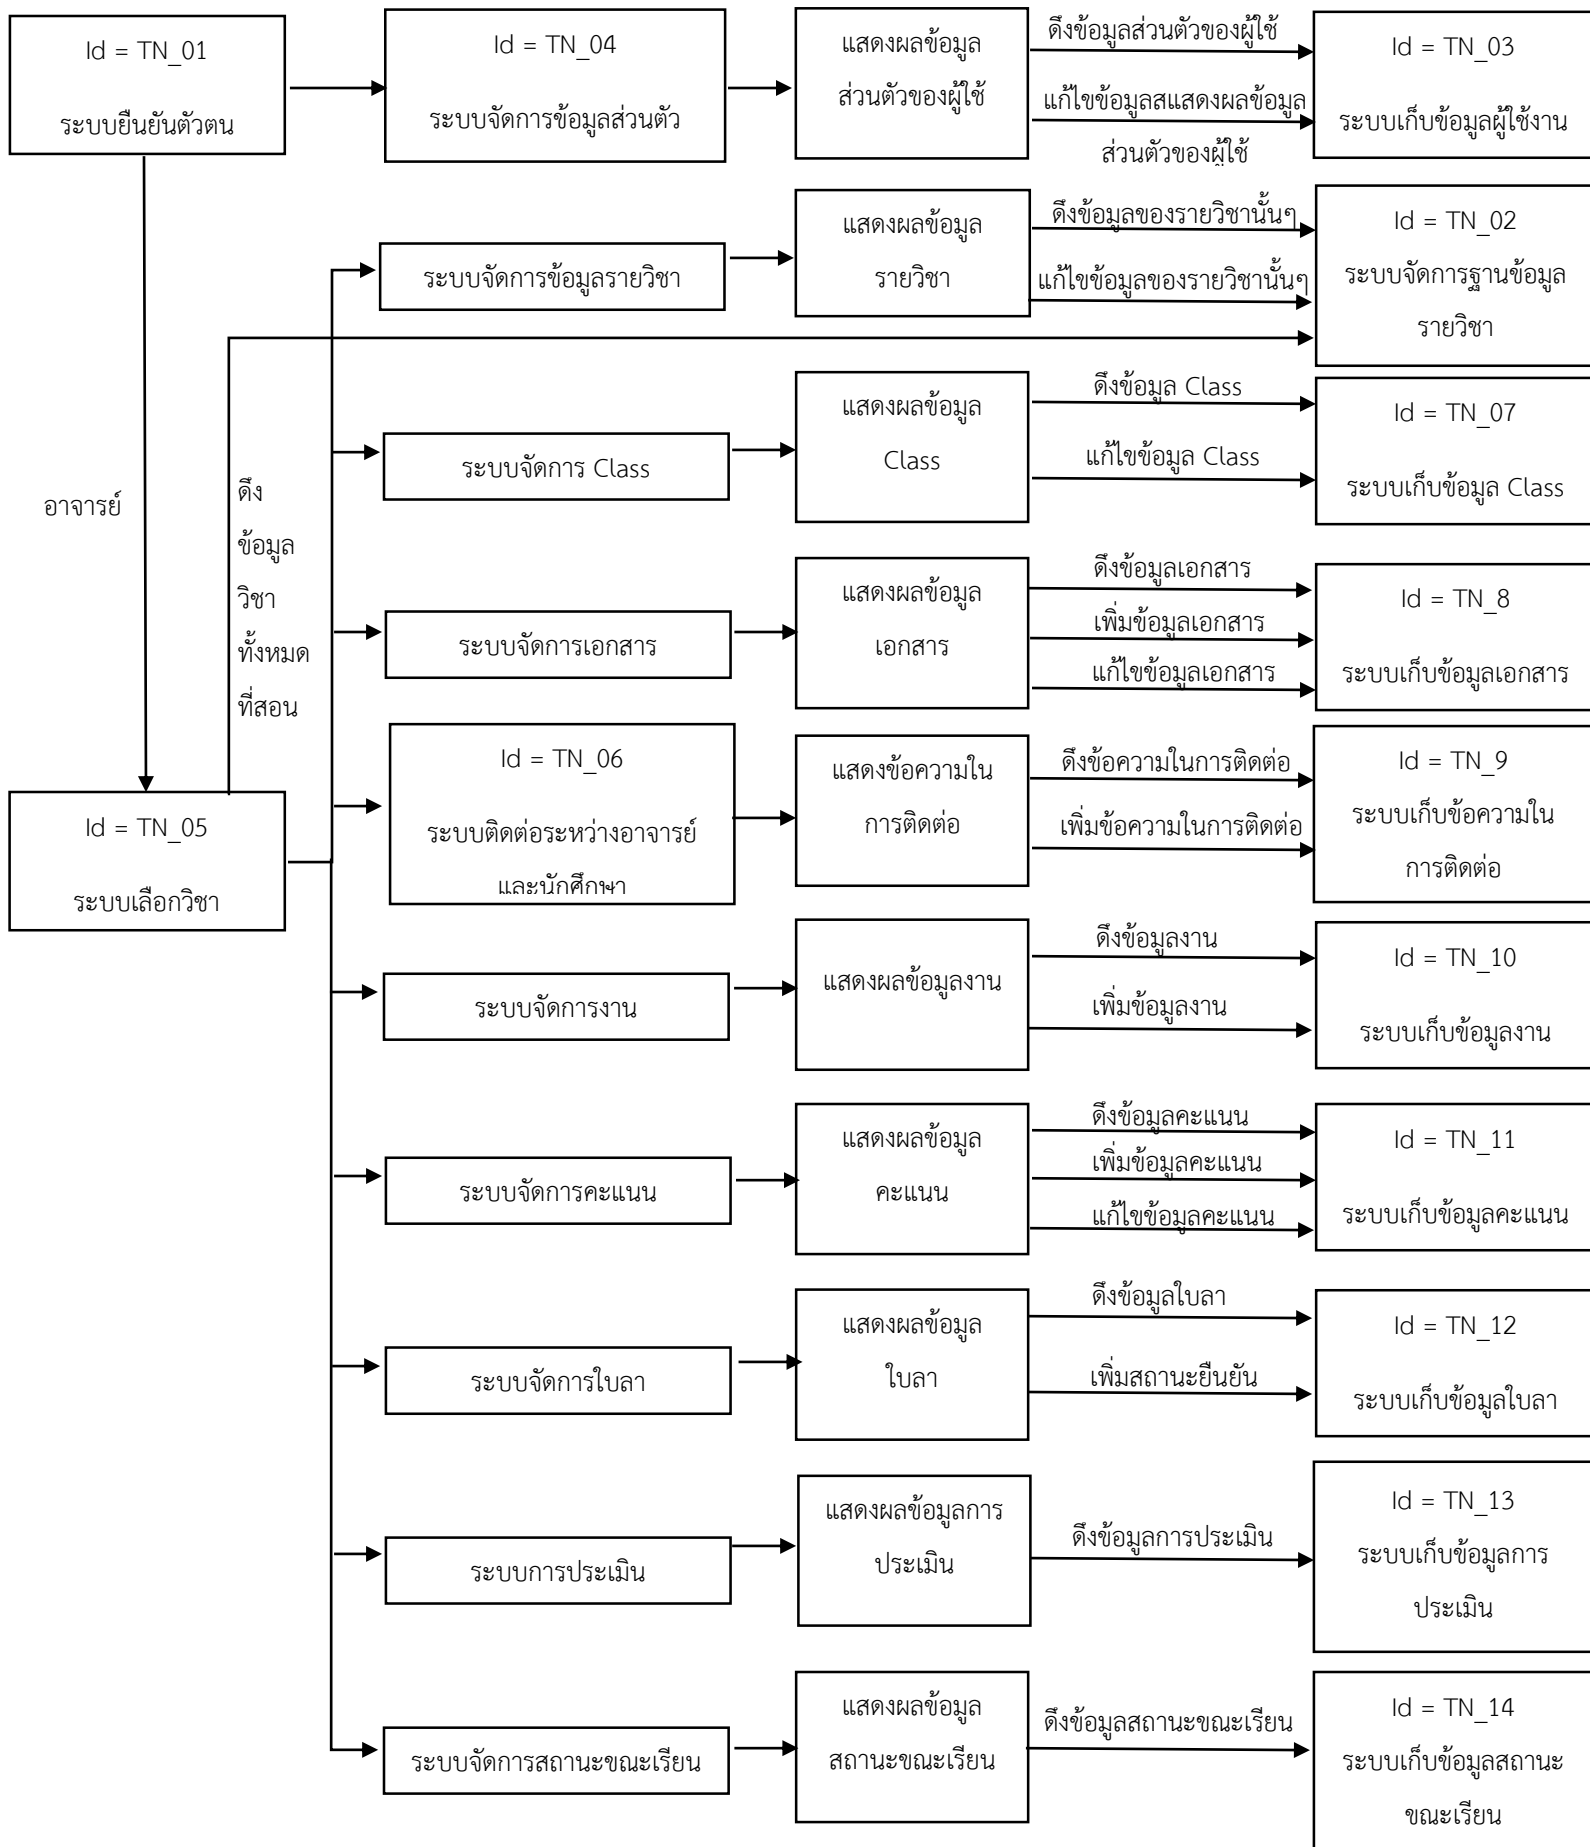 Id = TN_01
ระบบยืนยันตัวตน
Id = TN_04
ระบบจัดการข้อมูลส่วนตัว
แสดงผลข้อมูล
ส่วนตัวของผู้ใช้
ดึงข้อมูลส่วนตัวของผู้ใช้
แก้ไขข้อมูลสแสดงผลข้อมูล
ส่วนตัวของผู้ใช้
Id = TN_03
ระบบเก็บข้อมูลผู้ใช้งาน
ระบบจัดการข้อมูลรายวิชา
แสดงผลข้อมูล
รายวิชา
ดึงข้อมูลของรายวิชานั้นๆ
แก้ไขข้อมูลของรายวิชานั้นๆ
Id = TN_02
ระบบจัดการฐานข้อมูล
รายวิชา
อาจารย์
ดึง
ข้อมูล
วิชา
ทั้งหมด
ที่สอน
ระบบจัดการ Class
แสดงผลข้อมูล
Class
ดึงข้อมูล Class
แก้ไขข้อมูล Class
Id = TN_07
ระบบเก็บข้อมูล Class
ระบบจัดการเอกสาร
แสดงผลข้อมูล
เอกสาร
ดึงข้อมูลเอกสาร
เพิ่มข้อมูลเอกสาร
แก้ไขข้อมูลเอกสาร
Id = TN_8
ระบบเก็บข้อมูลเอกสาร
Id = TN_05
ระบบเลือกวิชา
Id = TN_06
ระบบติดต่อระหว่างอาจารย์
และนักศึกษา
แสดงข้อความใน
การติดต่อ
ดึงข้อความในการติดต่อ
เพิ่มข้อความในการติดต่อ
Id = TN_9
ระบบเก็บข้อความใน
การติดต่อ
ระบบจัดการงาน
แสดงผลข้อมูลงาน
ดึงข้อมูลงาน
เพิ่มข้อมูลงาน
Id = TN_10
ระบบเก็บข้อมูลงาน
ระบบจัดการคะแนน
แสดงผลข้อมูล
คะแนน
ดึงข้อมูลคะแนน
เพิ่มข้อมูลคะแนน
แก้ไขข้อมูลคะแนน
Id = TN_11
ระบบเก็บข้อมูลคะแนน
ระบบจัดการใบลา
แสดงผลข้อมูล
ใบลา
ดึงข้อมูลใบลา
เพิ่มสถานะยืนยัน
Id = TN_12
ระบบเก็บข้อมูลใบลา
ระบบการประเมิน
แสดงผลข้อมูลการ
ประเมิน
ดึงข้อมูลการประเมิน
Id = TN_13
ระบบเก็บข้อมูลการ
ประเมิน
ระบบจัดการสถานะขณะเรียน
แสดงผลข้อมูล
สถานะขณะเรียน
ดึงข้อมูลสถานะขณะเรียน
Id = TN_14
ระบบเก็บข้อมูลสถานะ
ขณะเรียน